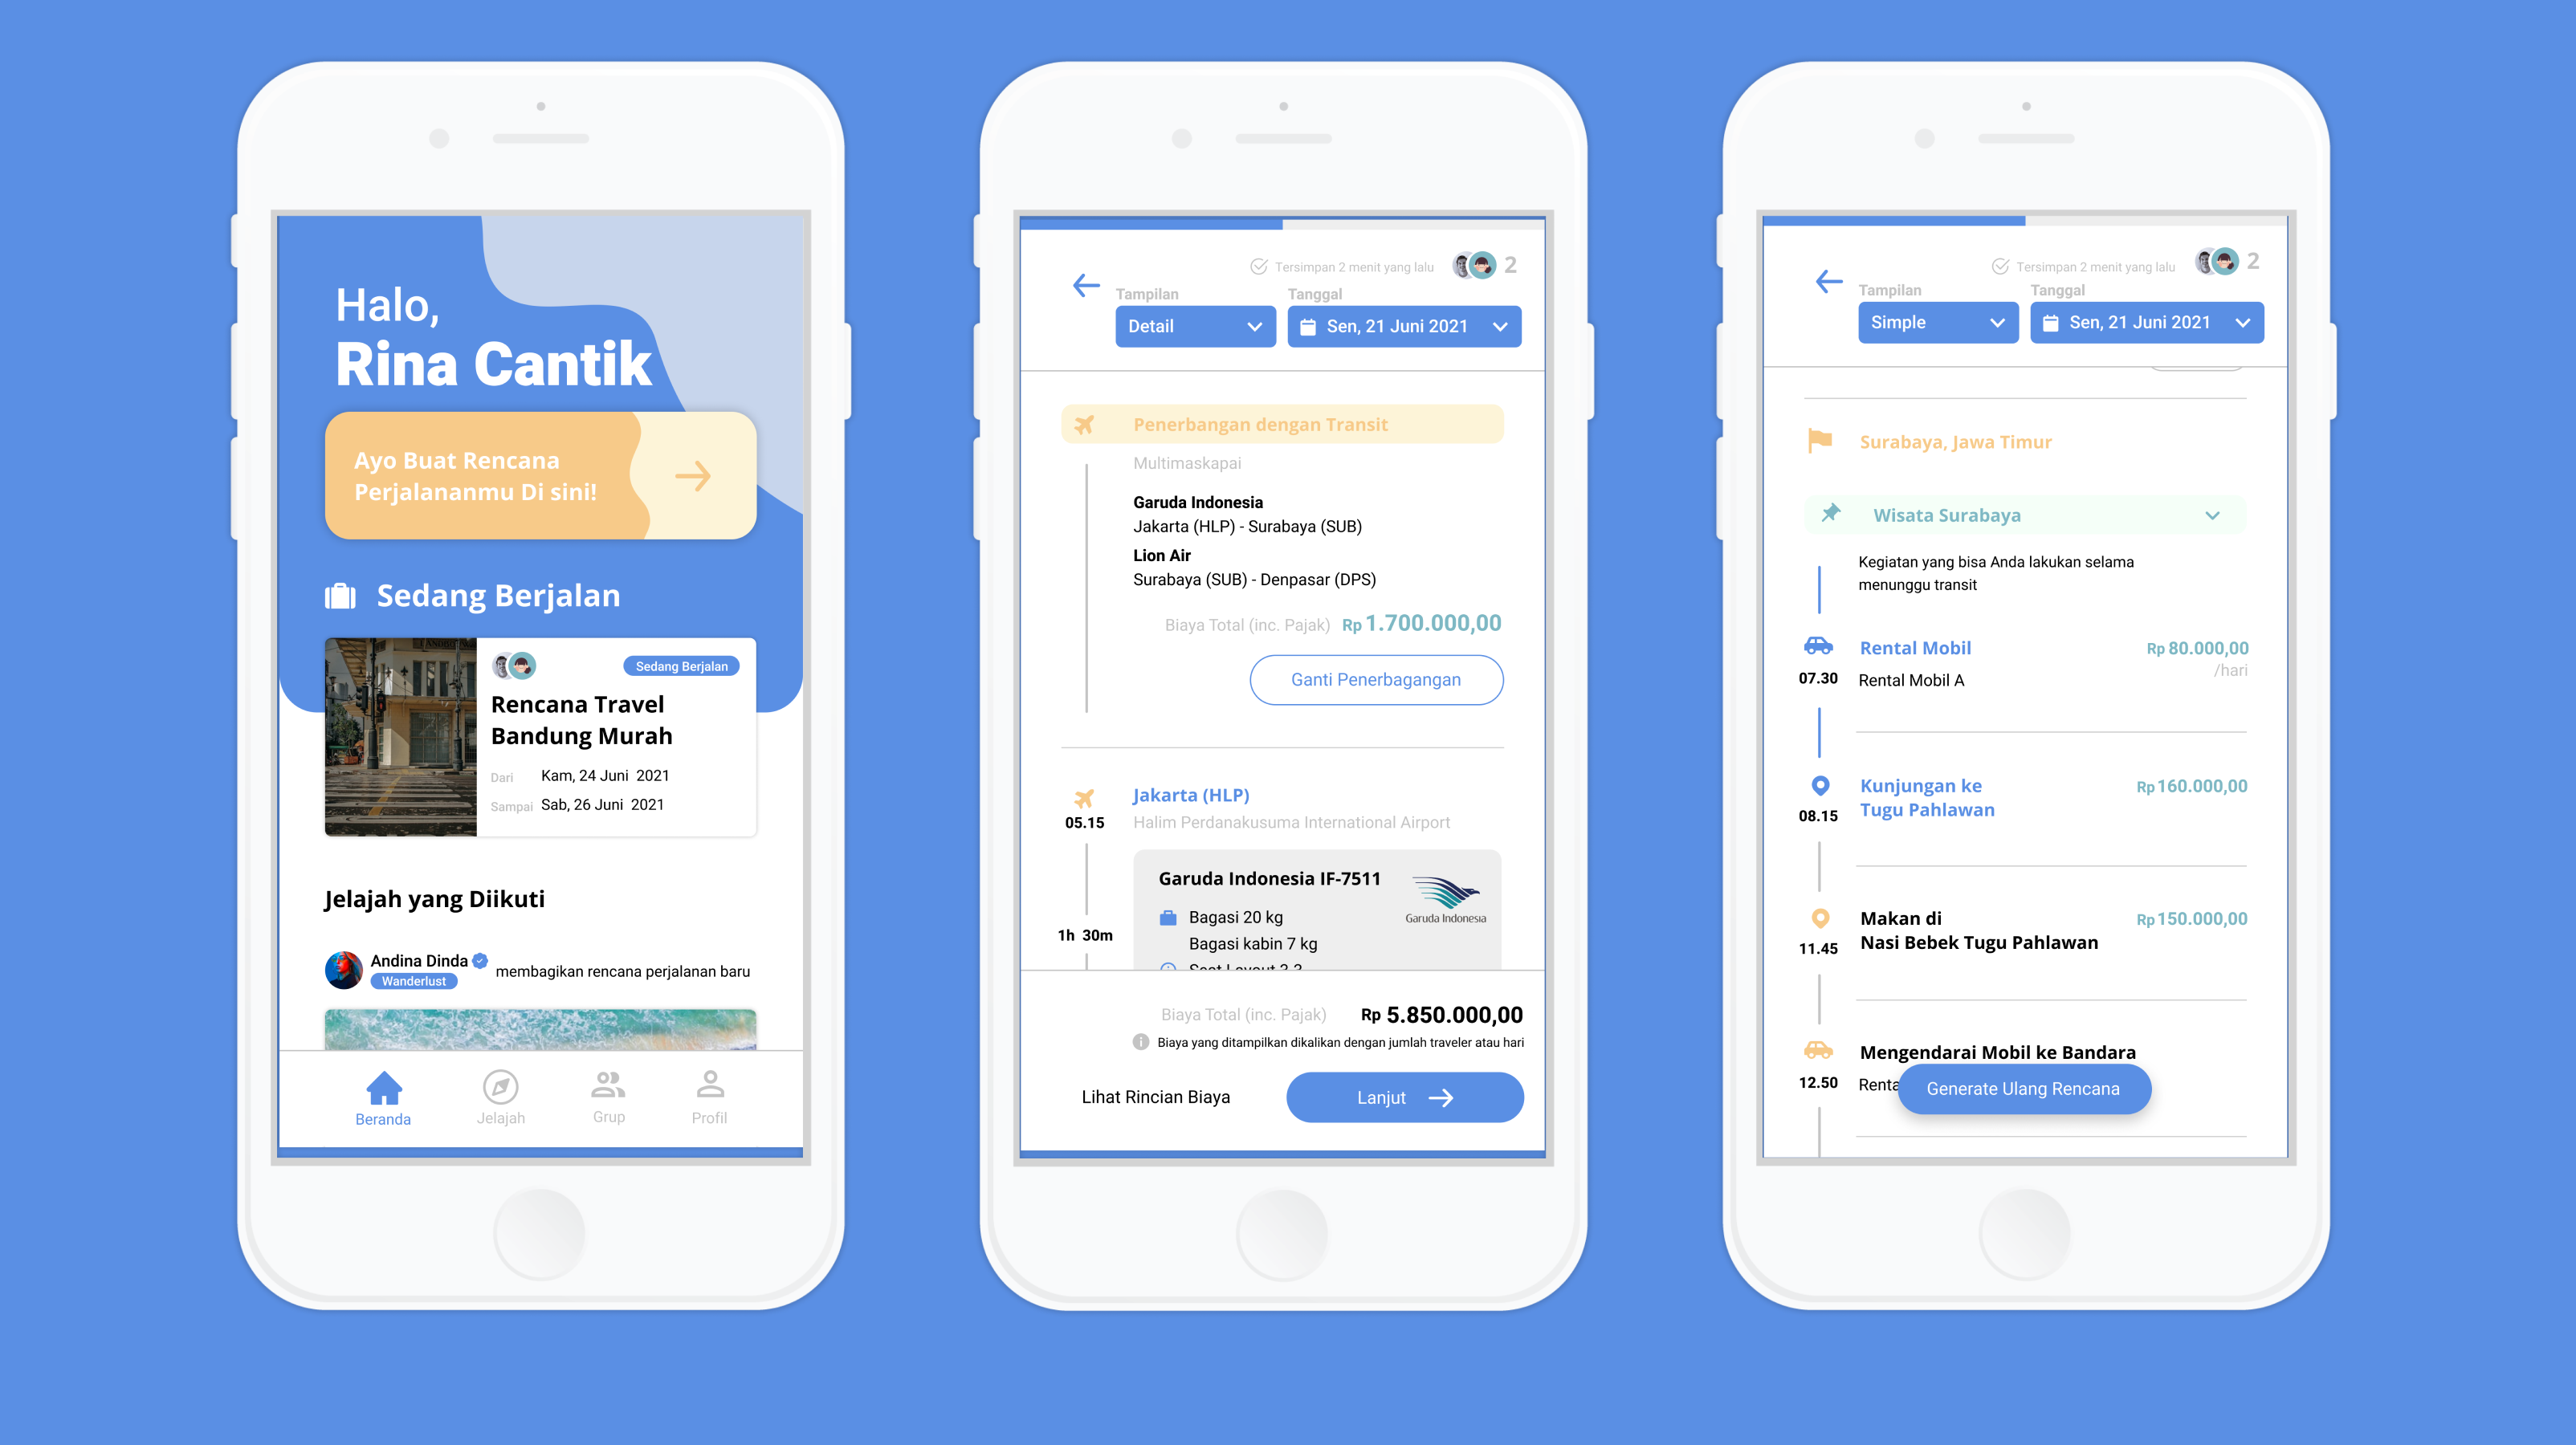 Halo,
Rina Cantik
Ayo Buat Rencana
Perjalananmu Di sini!
Sedang Berjalan
Sedang Berjalan
Rencana Travel
Bandung Murah
Dari Kam, 24 Juni 2021
Sampai Sab, 26 Juni 2021
Jelajah yang Diikuti
Andina Dinda
Wanderlust
membagikan rencana perjalanan baru
Beranda
Jelajah
Grup
Profil
Tersimpan 2 menit yang lalu
2
Tampilan
Detail
Tanggal
Sen, 21 Juni 2021
Penerbangan dengan Transit
Multimaskapai
Garuda Indonesia
Jakarta (HLP) - Surabaya (SUB)
Lion Air
Surabaya (SUB) - Denpasar (DPS)
Biaya Total (inc. Pajak) Rp 1.700.000,00
Ganti Penerbagangan
Jakarta (HLP)
05.15
Halim Perdanakusuma International Airport
Garuda Indonesia IF-7511
Garuda Indonesia
Bagasi 20 kg
Bagasi kabin 7 kg
1h 30m
Seat Layout 3-3
Biaya Total (inc. Pajak) Rp 5.850.000,00
Biaya yang ditampilkan dikalikan dengan jumlah traveler atau hari
Lihat Rincian Biaya
Lanjut
Tersimpan 2 menit yang lalu
2
Tampilan
Simple
Tanggal
Sen, 21 Juni 2021
Surabaya, Jawa Timur
Wisata Surabaya
Kegiatan yang bisa Anda lakukan selama
menunggu transit
Rental Mobil
Rp 80.000,00
/hari
07.30
Rental Mobil A
Kunjungan ke
Tugu Pahlawan
Rp 160.000,00
08.15
Makan di
Nasi Bebek Tugu Pahlawan
Rp 150.000,00
11.45
Mengendarai Mobil ke Bandara
12.50
Renta
Generate Ulang Rencana